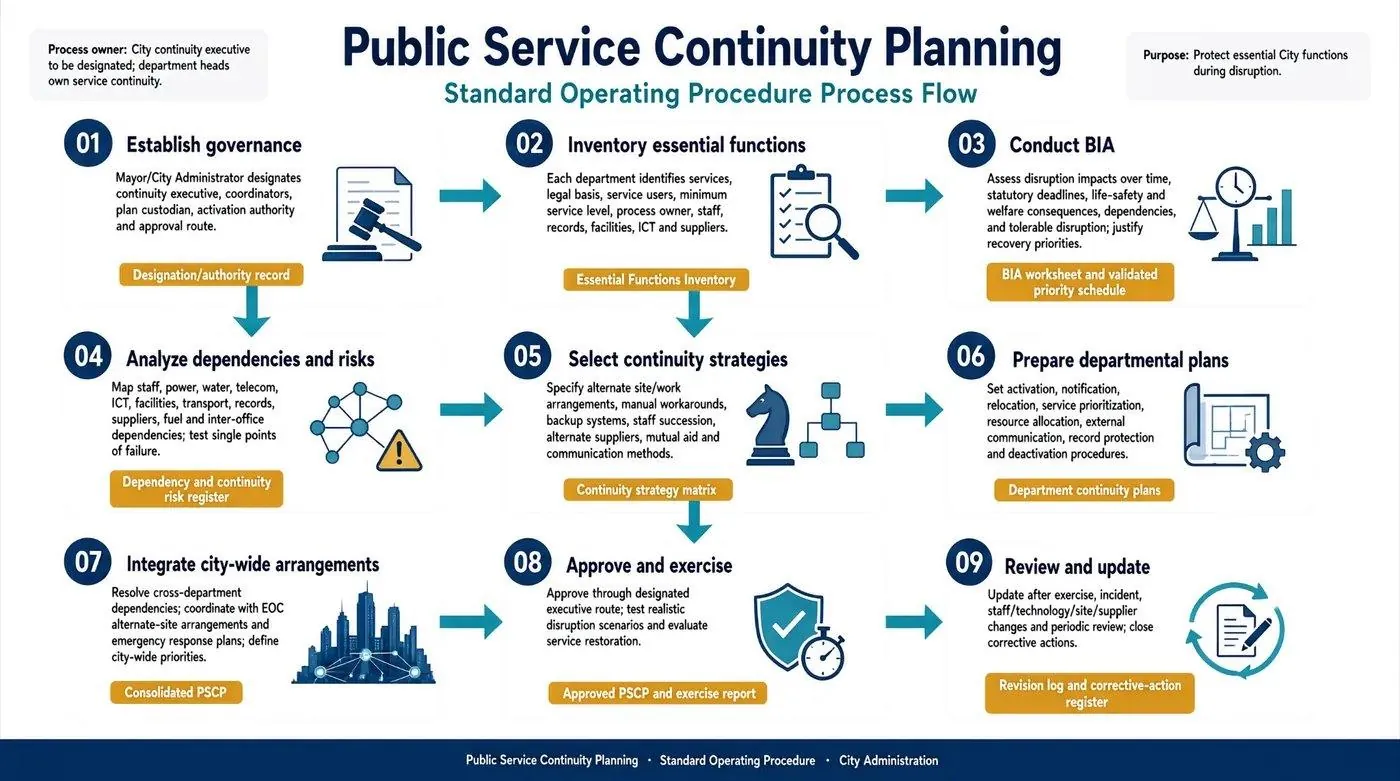 Process owner: City continuity executive
to be designated; department heads
own service continuity.
Public Service Continuity Planning
Standard Operating Procedure Process Flow
Purpose: Protect essential City functions
during disruption.
01
Establish governance
Mayor/City Administrator designates
continuity executive, coordinators,
plan custodian, activation authority
and approval route.
Designation/authority record
02
Inventory essential functions
Each department identifies services,
legal basis, service users, minimum
service level, process owner, staff,
records, facilities, ICT and suppliers.
Essential Functions Inventory
03
Conduct BIA
Assess disruption impacts over time,
statutory deadlines, life-safety and
welfare consequences, dependencies,
and tolerable disruption; justify
recovery priorities.
BIA worksheet and validated
priority schedule
04
Analyze dependencies and risks
Map staff, power, water, telecom,
ICT, facilities, transport, records,
suppliers, fuel and inter-office
dependencies; test single points
of failure.
Dependency and continuity
risk register
05
Select continuity strategies
Specify alternate site/work
arrangements, manual workarounds,
backup systems, staff succession,
alternate suppliers, mutual aid and
communication methods.
Continuity strategy matrix
06
Prepare departmental plans
Set activation, notification,
relocation, service prioritization,
resource allocation, external
communication, record protection
and deactivation procedures.
Department continuity plans
07
Integrate city-wide arrangements
Resolve cross-department
dependencies; coordinate with EOC
alternate-site arrangements and
emergency response plans; define
city-wide priorities.
Consolidated PSCP
08
Approve and exercise
Approve through designated
executive route; test realistic
disruption scenarios and evaluate
service restoration.
Approved PSCP and exercise report
09
Review and update
Update after exercise, incident,
staff/technology/site/supplier
changes and periodic review; close
corrective actions.
Revision log and corrective-action
register
Public Service Continuity Planning · Standard Operating Procedure · City Administration